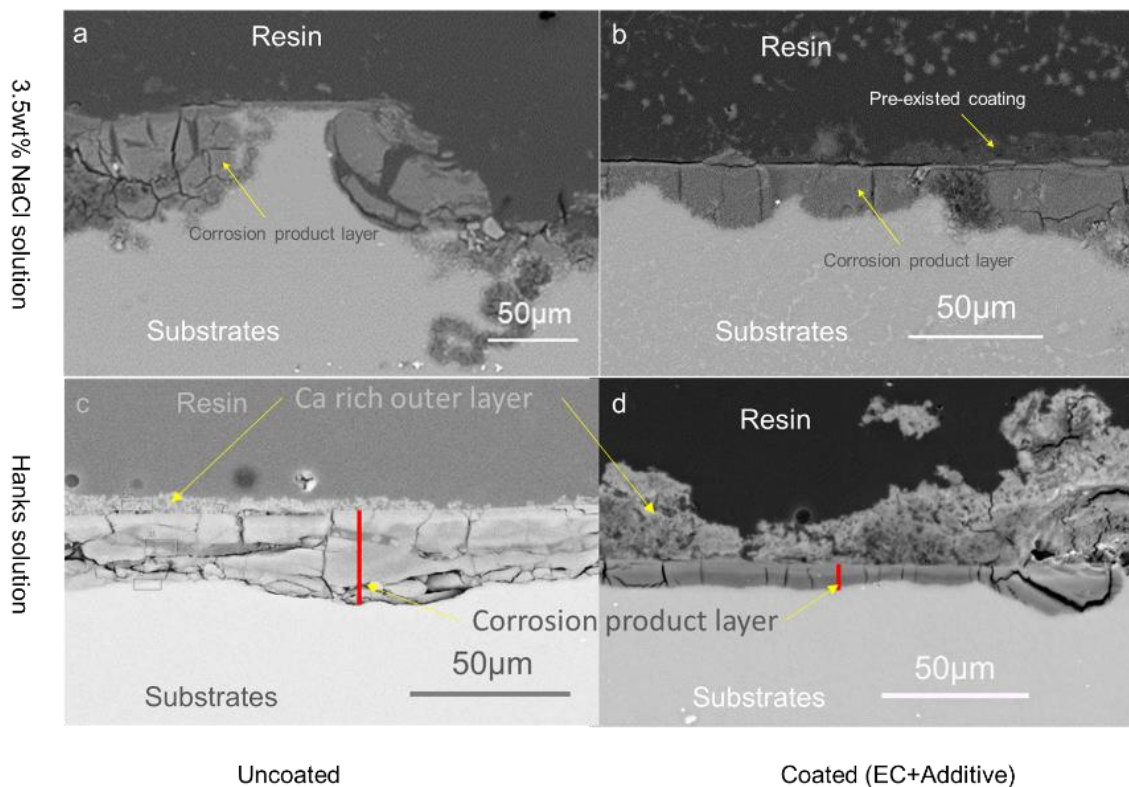 a
Resin
Corrosion product layer
Substrates
50µm
b
Resin
Pre-existed coating
Corrosion product layer
Substrates
50µm
3.5wt% NaCl solution
c
Resin
Ca rich outer layer
d
Resin
Corrosion product layer
50µm
Substrates
50µm
Substrates
Hanks solution
Uncoated
Coated (EC+Additive)